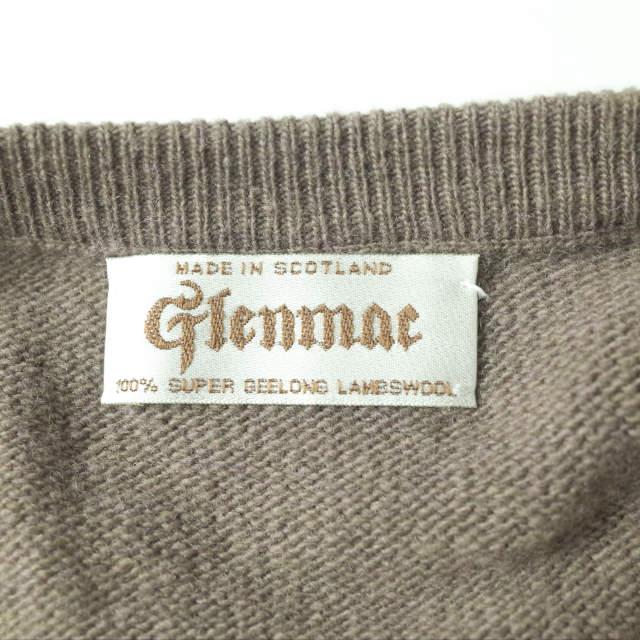 MADE IN SCOTLAND
Glenmac
100% SUPER GEELONG LAMBSWOOL